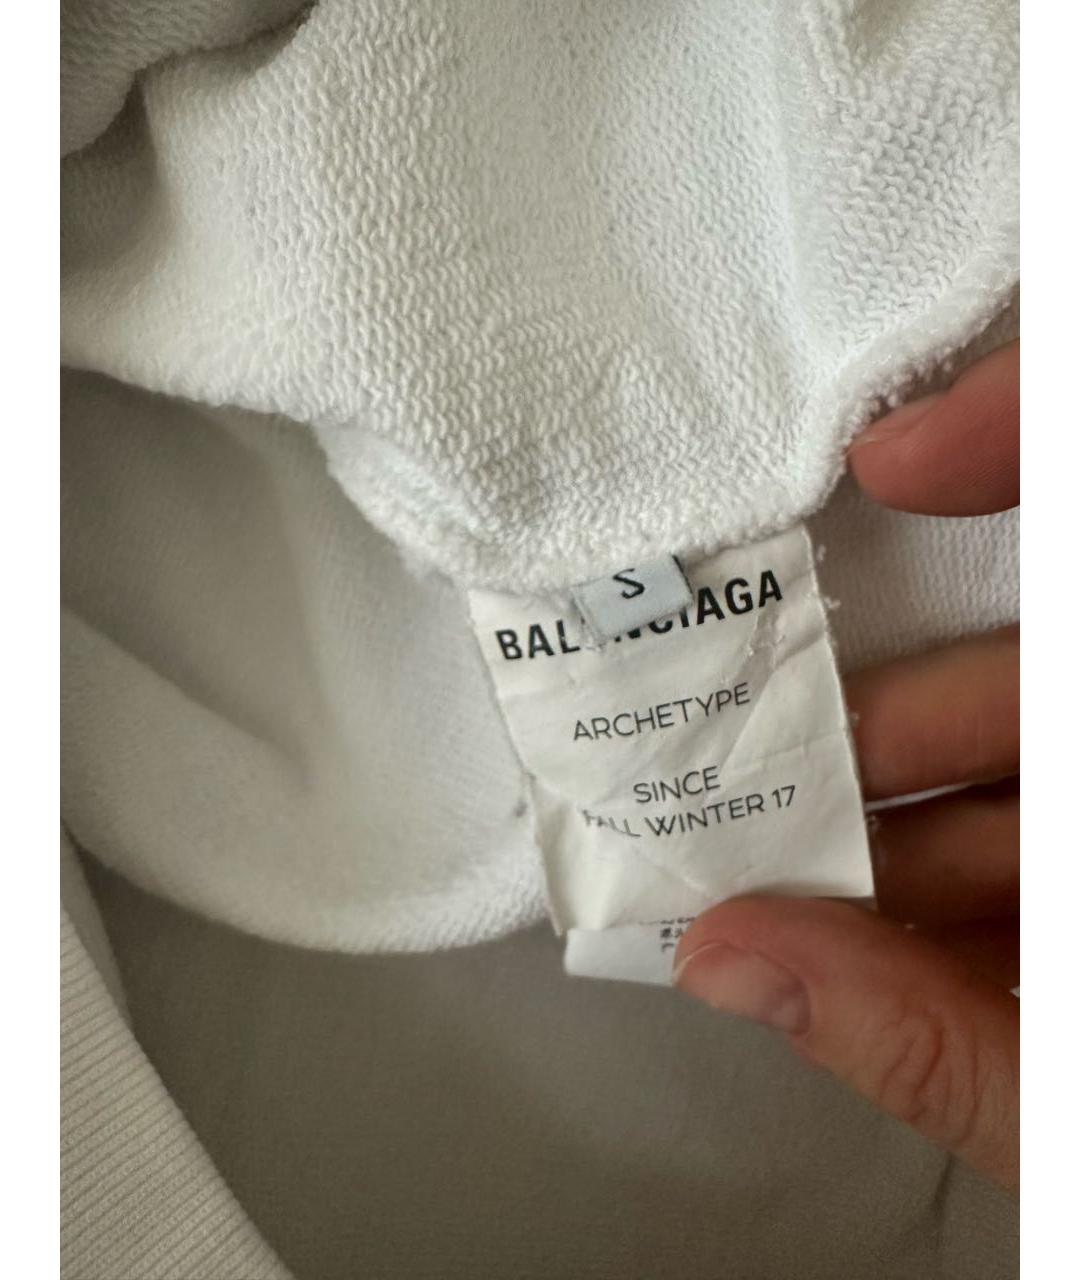 S
BALENCIAGA
ARCHETYPE
SINCE
FALL WINTER 17